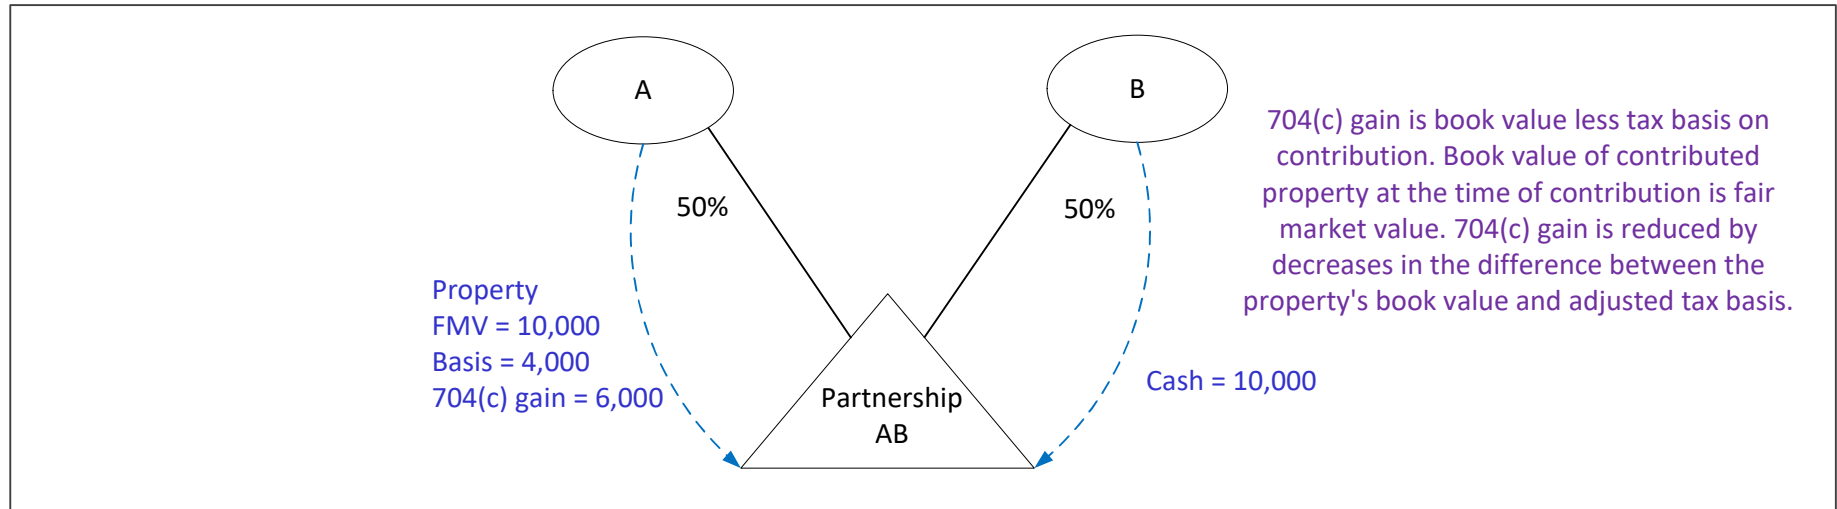 A
B
704(c) gain is book value less tax basis on
contribution. Book value of contributed
property at the time of contribution is fair
market value. 704(c) gain is reduced by
decreases in the difference between the
property's book value and adjusted tax basis.
50%
50%
Property
FMV = 10,000
Basis = 4,000
704(c) gain = 6,000
Cash = 10,000
Partnership
AB